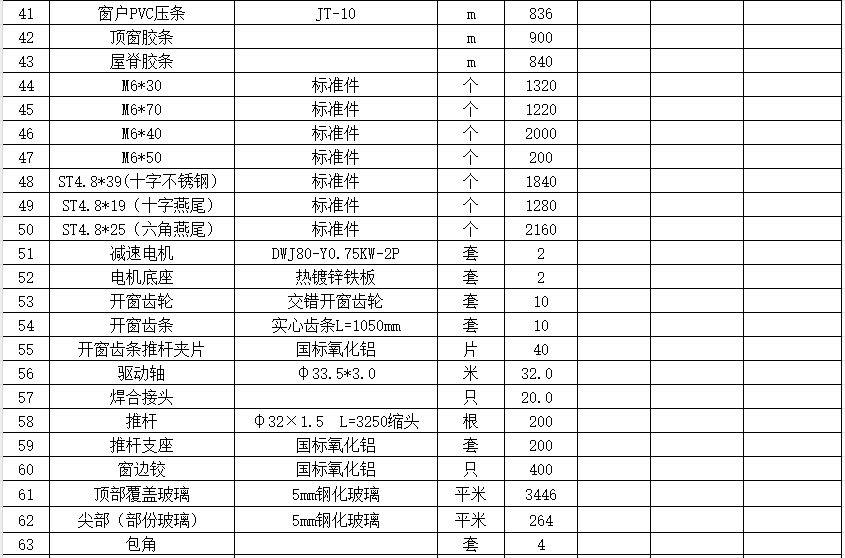 41 窗户PVC压条 JT-10 m 836
42 顶窗胶条 m 900
43 屋脊胶条 m 840
44 M6*30 标准件 个 1320
45 M6*70 标准件 个 1220
46 M6*40 标准件 个 2000
47 M6*50 标准件 个 200
48 ST4.8*39(十字不锈钢) 标准件 个 1840
49 ST4.8*19（十字燕尾） 标准件 个 1280
50 ST4.8*25（六角燕尾） 标准件 个 2160
51 减速电机 DWJ80-Y0.75KW-2P 套 2
52 电机底座 热镀锌铁板 套 2
53 开窗齿轮 交错开窗齿轮 套 10
54 开窗齿条 实心齿条L=1050mm 套 10
55 开窗齿条推杆夹片 国标氧化铝 片 40
56 驱动轴 Φ33.5*3.0 米 32.0
57 焊合接头 只 20.0
58 推杆 Φ32×1.5 L=3250缩头 根 200
59 推杆支座 国标氧化铝 套 200
60 窗边铰 国标氧化铝 只 400
61 顶部覆盖玻璃 5mm钢化玻璃 平米 3446
62 尖部（部份玻璃） 5mm钢化玻璃 平米 264
63 包角 套 4